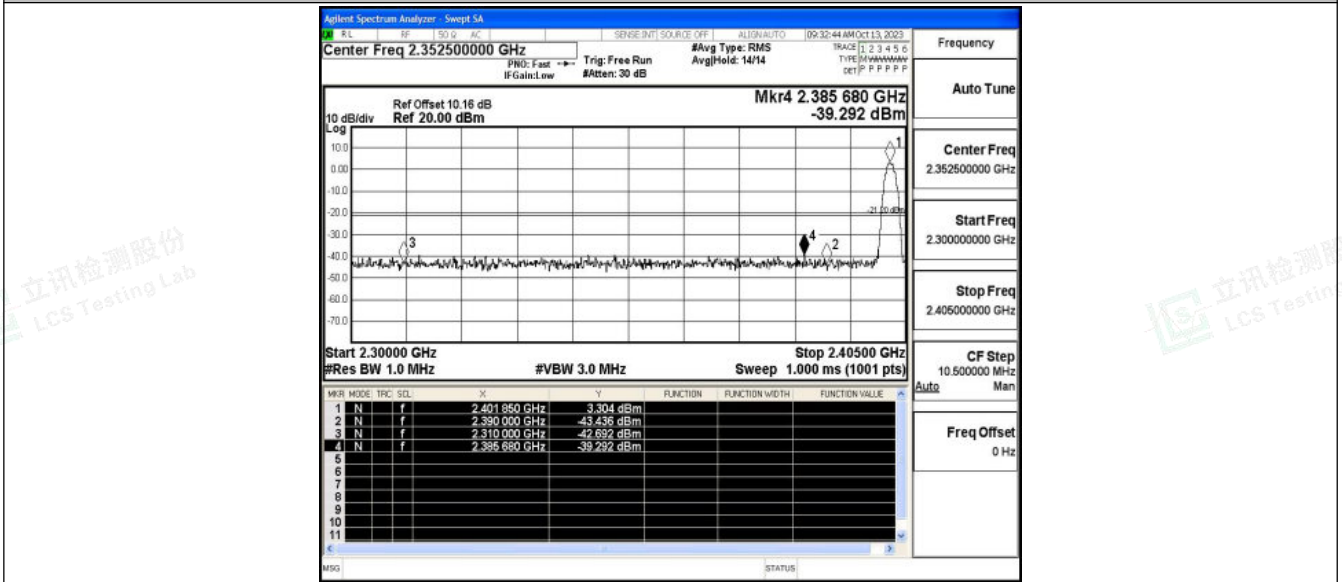 Agilent Spectrum Analyzer - Swept SA
RL RF 50 Ω AC SENSE:INT SOURCE OFF ALIGNAUTO 09:32:44 AM Oct 13, 2023
Center Freq 2.352500000 GHz
PNO: Fast
IFGain:Low
Trig: Free Run
#Atten: 30 dB
#Avg Type: RMS
Avg|Hold: 14/14
TRACE 1 2 3 4 5 6
TYPE M
DET P P P P P P
Frequency
Auto Tune
Ref Offset 10.16 dB
10 dB/div Ref 20.00 dBm
Log
Mkr4 2.385 680 GHz
-39.292 dBm
10.0
0.00
-10.0
-20.0
-30.0
-40.0
-50.0
-60.0
-70.0
1
-21.20 dBm
3
4
2
Center Freq
2.352500000 GHz
Start Freq
2.300000000 GHz
Stop Freq
2.405000000 GHz
Start 2.30000 GHz Stop 2.40500 GHz
#Res BW 1.0 MHz #VBW 3.0 MHz Sweep 1.000 ms (1001 pts)
CF Step
10.500000 MHz
Auto Man
Freq Offset
0 Hz
MKR MODE TRC SCL X Y FUNCTION FUNCTION WIDTH FUNCTION VALUE
1 N f 2.401 850 GHz 3.304 dBm
2 N f 2.390 000 GHz -43.436 dBm
3 N f 2.310 000 GHz -42.692 dBm
4 N f 2.385 680 GHz -39.292 dBm
5
6
7
8
9
10
11
MSG STATUS
立讯检测股份
LCS Testing Lab
立讯检测股
LCS Testing